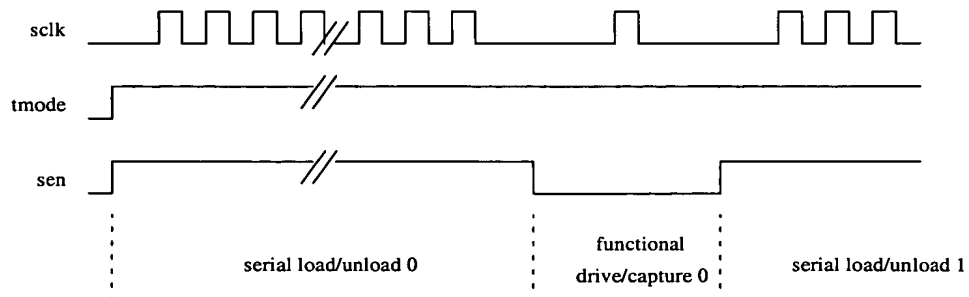 sclk
tmode
sen
serial load/unload 0
functional
drive/capture 0
serial load/unload 1